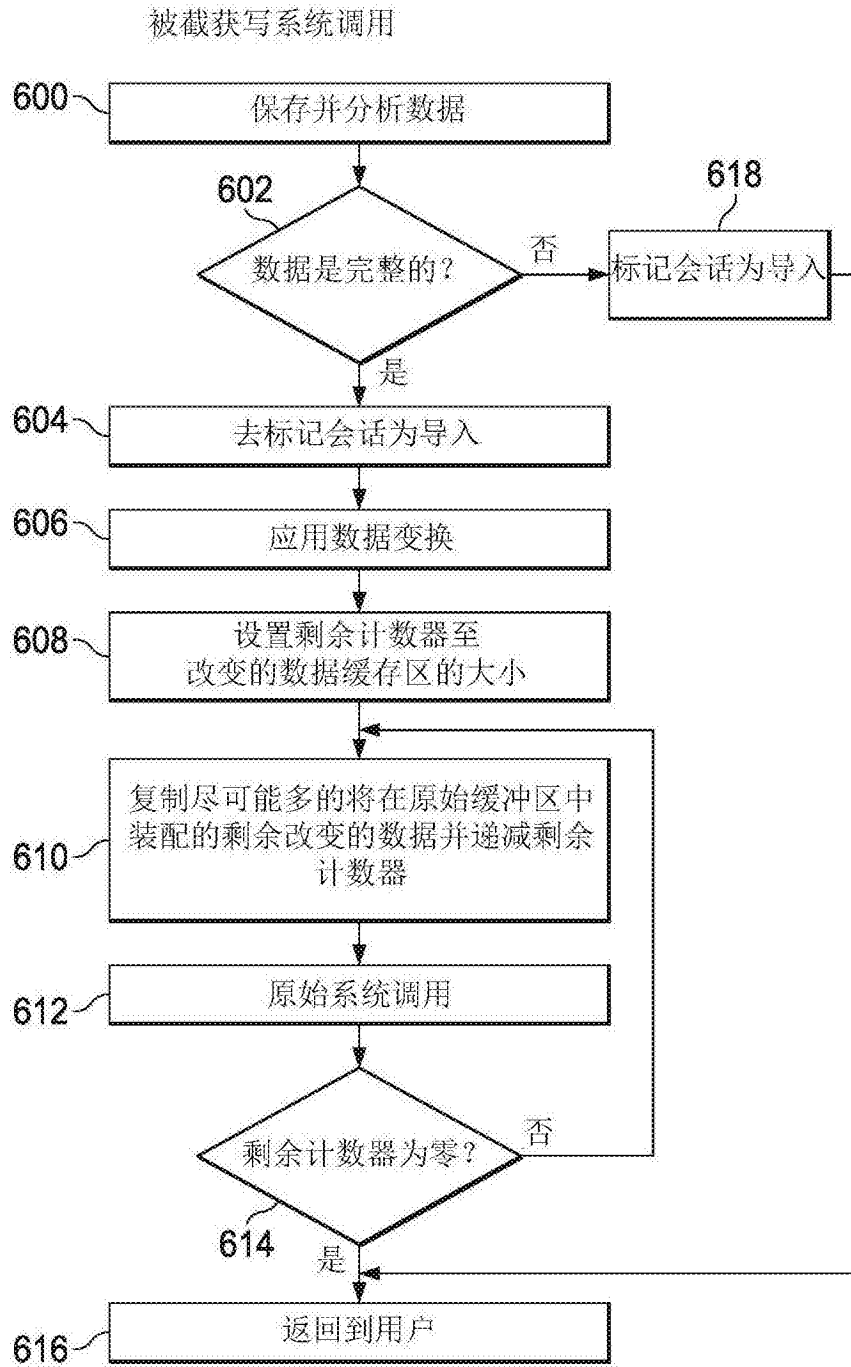 被截获写系统调用
600
保存并分析数据
602
数据是完整的?
否
618
标记会话为导入
是
604
去标记会话为导入
606
应用数据变换
608
设置剩余计数器至
改变的数据缓存区的大小
610
复制尽可能多的将在原始缓冲区中
装配的剩余改变的数据并递减剩余
计数器
612
原始系统调用
剩余计数器为零?
否
614
是
616
返回到用户